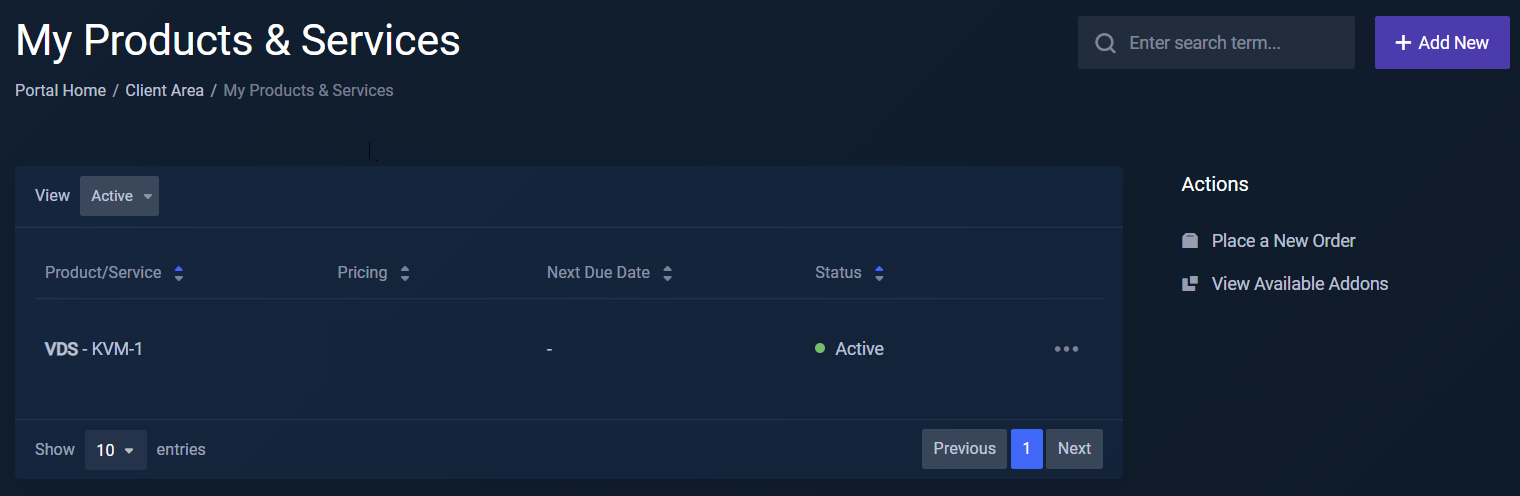 My Products & Services
Enter search term...
Add New
Portal Home / Client Area / My Products & Services
View Active
Actions
Place a New Order
View Available Addons
Product/Service Pricing Next Due Date Status
VDS - KVM-1 - Active
Show 10 entries
Previous 1 Next